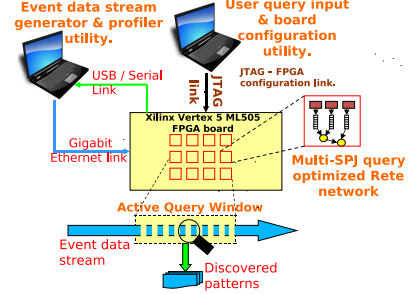 Event data stream
generator & profiler
utility.
User query input
& board
configuration
utility.
USB / Serial
Link
JTAG
link
JTAG – FPGA
configuration link.
Xilinx Vertex 5 ML505
FPGA board
Gigabit
Ethernet link
Multi-SPJ query
optimized Rete
network
Active Query Window
Event data
stream
Discovered
patterns